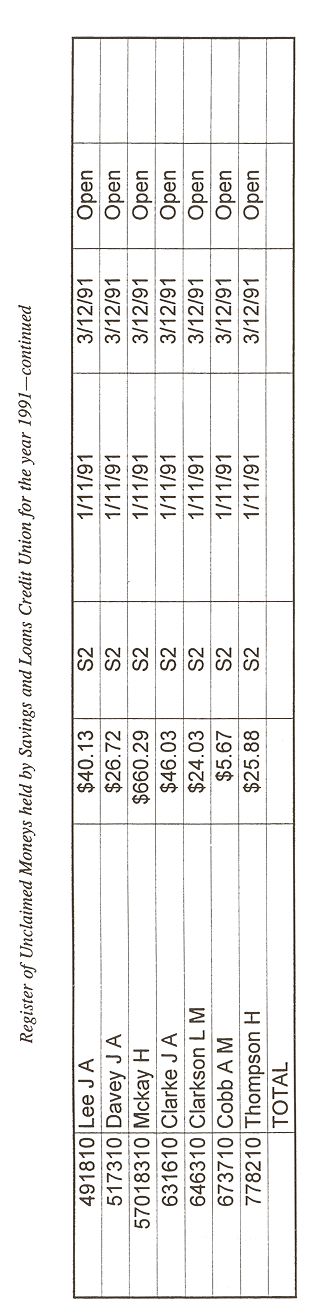 Register of Unclaimed Moneys held by Savings and Loans Credit Union for the year 1991—continued
491810 Lee J A $40.13 S2 1/11/91 3/12/91 Open
517310 Davey J A $26.72 S2 1/11/91 3/12/91 Open
57018310 Mckay H $660.29 S2 1/11/91 3/12/91 Open
631610 Clarke J A $46.03 S2 1/11/91 3/12/91 Open
646310 Clarkson L M $24.03 S2 1/11/91 3/12/91 Open
673710 Cobb A M $5.67 S2 1/11/91 3/12/91 Open
778210 Thompson H $25.88 S2 1/11/91 3/12/91 Open
TOTAL